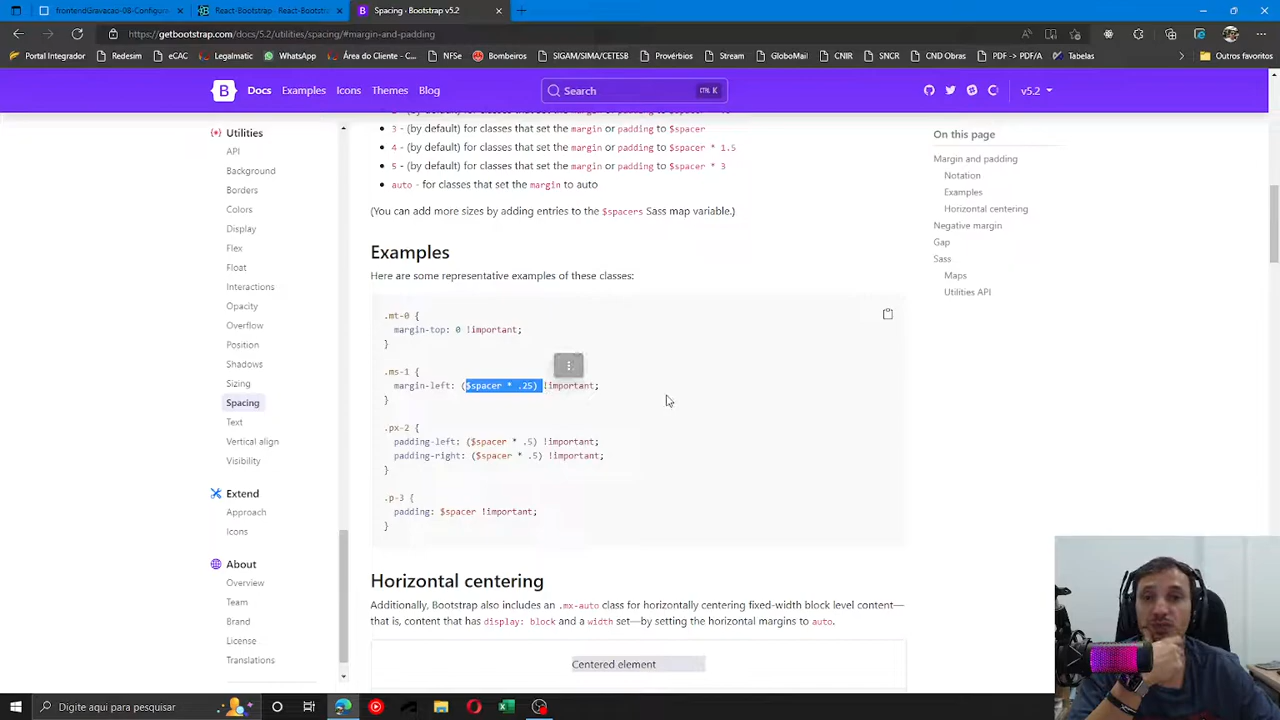 frontendGravacao-08-Configurar
React-Bootstrap · React-Bootstra
Spacing · Bootstrap v5.2
https://getbootstrap.com/docs/5.2/utilities/spacing/#margin-and-padding
Portal Integrador
Redesim
eCAC
Legalmatic
WhatsApp
Área do Cliente - C...
NFSe
Bombeiros
SIGAM/SIMA/CETESB
Provérbios
Stream
GloboMail
CNIR
SNCR
CND Obras
PDF -> PDF/A
Tabelas
Outros favoritos
B
Docs
Examples
Icons
Themes
Blog
Search
CTRL K
v5.2
Utilities
API
Background
Borders
Colors
Display
Flex
Float
Interactions
Opacity
Overflow
Position
Shadows
Sizing
Spacing
Text
Vertical align
Visibility
Extend
Approach
Icons
About
Overview
Team
Brand
License
Translations
3 - (by default) for classes that set the margin or padding to $spacer
4 - (by default) for classes that set the margin or padding to $spacer * 1.5
5 - (by default) for classes that set the margin or padding to $spacer * 3
auto - for classes that set the margin to auto
(You can add more sizes by adding entries to the $spacers Sass map variable.)
Examples
Here are some representative examples of these classes:
.mt-0 {
margin-top: 0 !important;
}
.ms-1 {
margin-left: ($spacer * .25) !important;
}
.px-2 {
padding-left: ($spacer * .5) !important;
padding-right: ($spacer * .5) !important;
}
.p-3 {
padding: $spacer !important;
}
Horizontal centering
Additionally, Bootstrap also includes an .mx-auto class for horizontally centering fixed-width block level content—
that is, content that has display: block and a width set—by setting the horizontal margins to auto.
Centered element
On this page
Margin and padding
Notation
Examples
Horizontal centering
Negative margin
Gap
Sass
Maps
Utilities API
Digite aqui para pesquisar